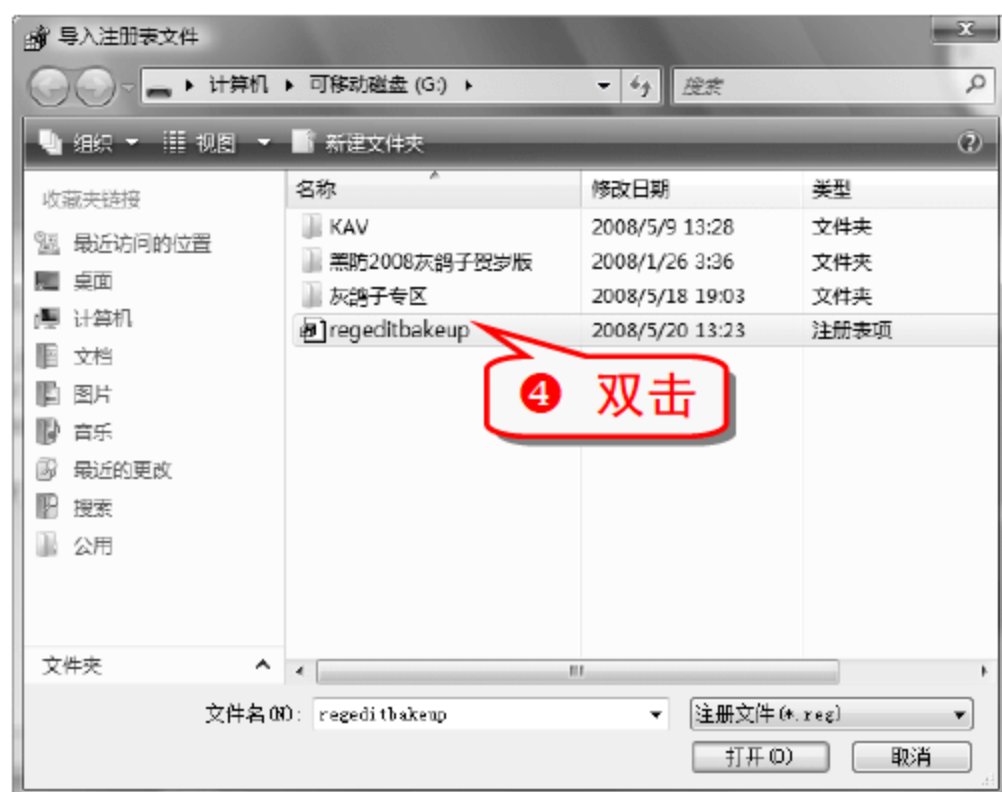 导入注册表文件
计算机 可移动磁盘 (G:) 搜索
组织 视图 新建文件夹
收藏夹链接
最近访问的位置
桌面
计算机
文档
图片
音乐
最近的更改
搜索
公用
文件夹
名称 修改日期 类型
KAV 2008/5/9 13:28 文件夹
黑防2008灰鸽子贺岁版 2008/1/26 3:36 文件夹
灰鸽子专区 2008/5/18 19:03 文件夹
regeditbakeup 2008/5/20 13:23 注册表项
❹ 双击
文件名(N): regeditbakeup 注册文件(*.reg)
打开(O) 取消